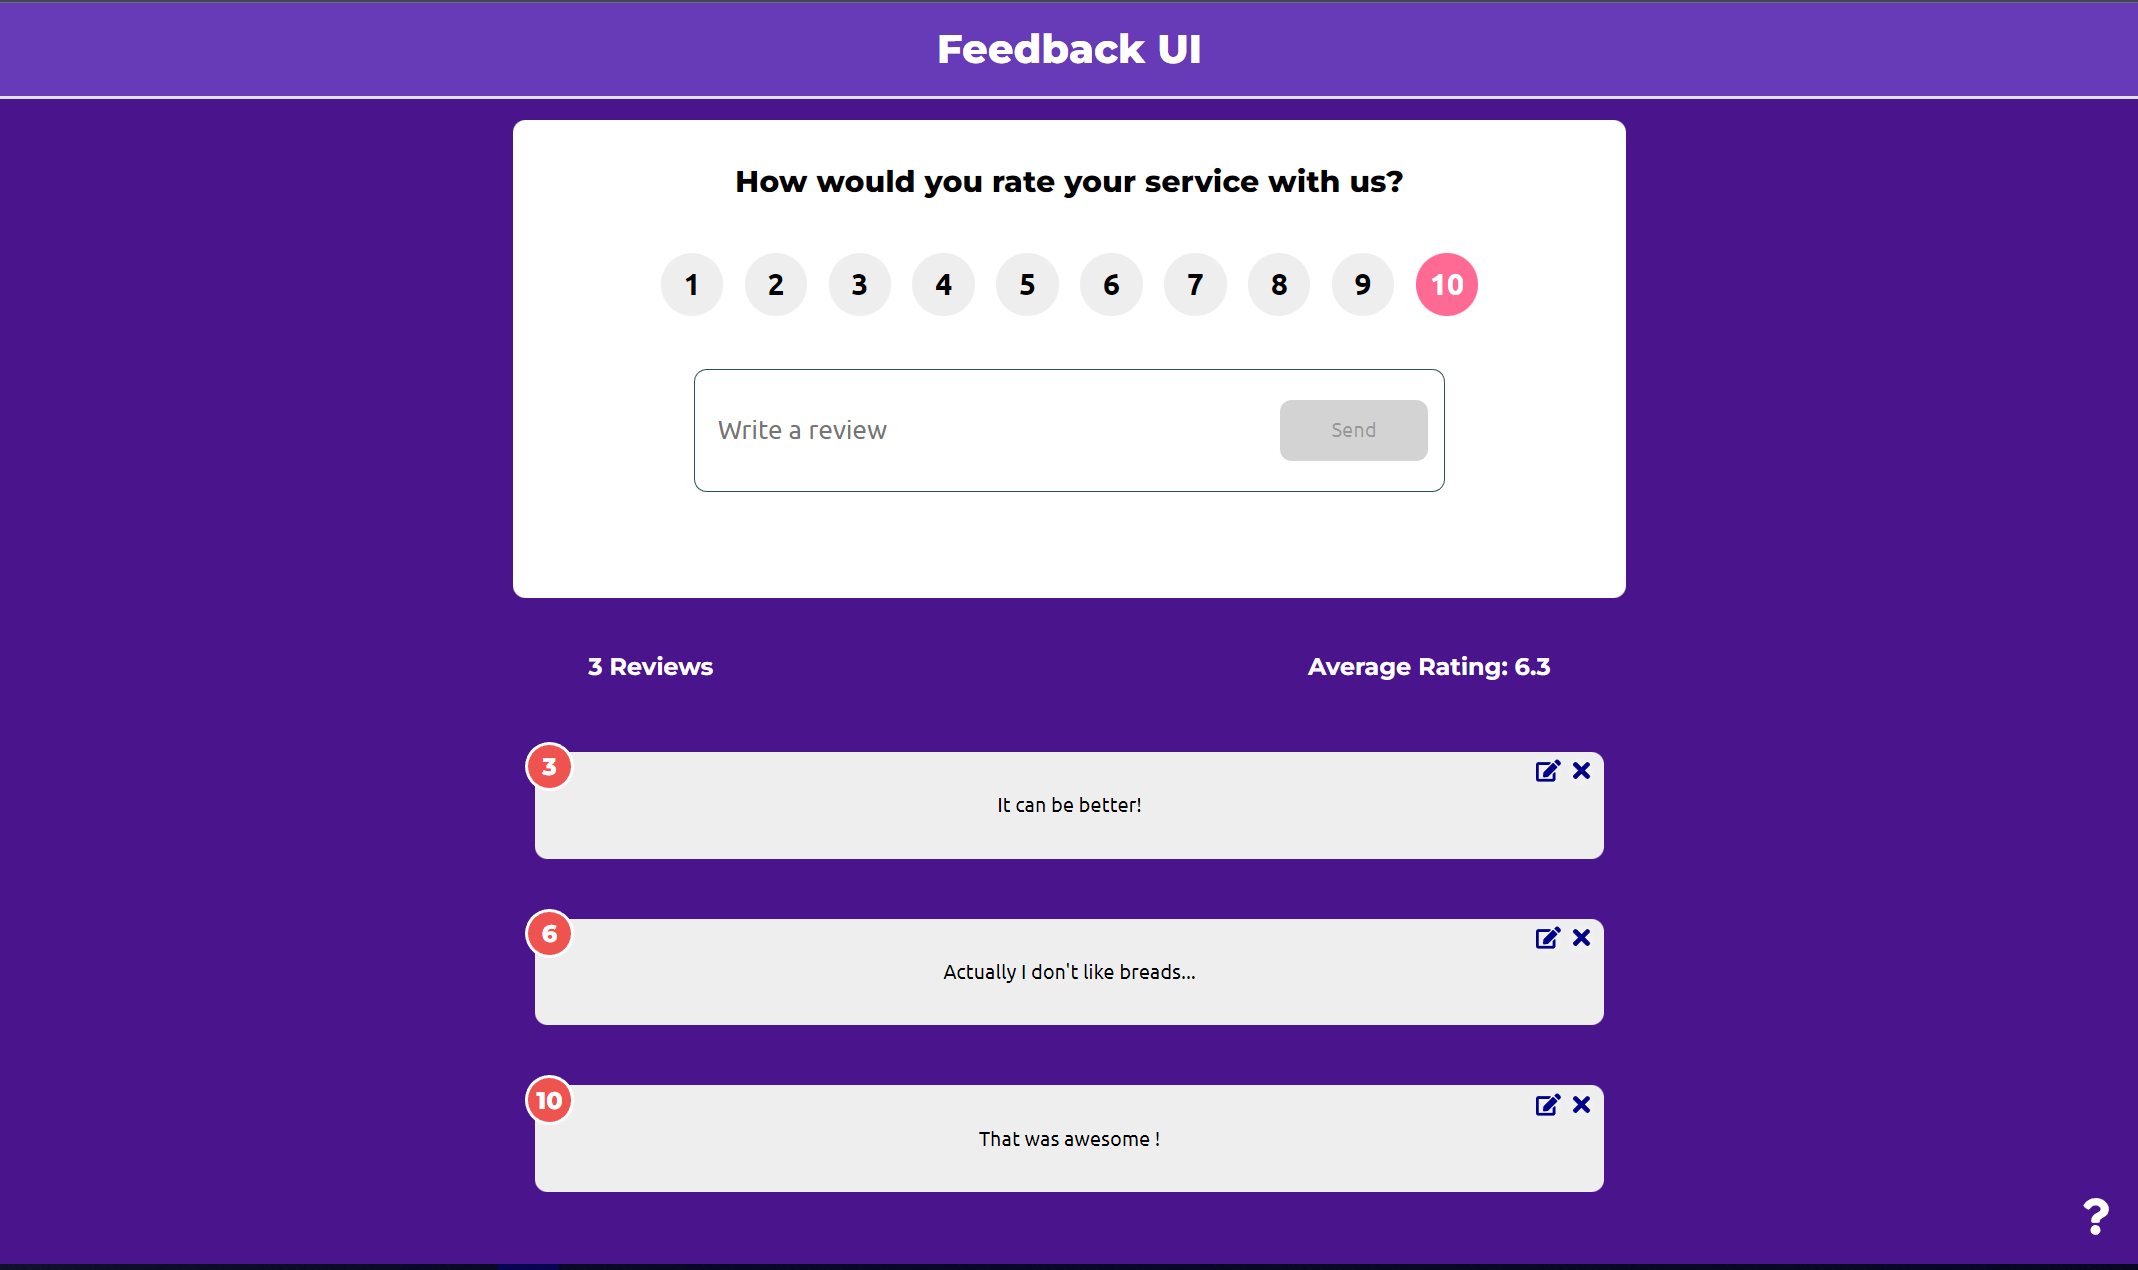 Feedback UI
How would you rate your service with us?
1 2 3 4 5 6 7 8 9 10
Write a review Send
3 Reviews Average Rating: 6.3
3
It can be better!
6
Actually I don't like breads...
10
That was awesome !
?